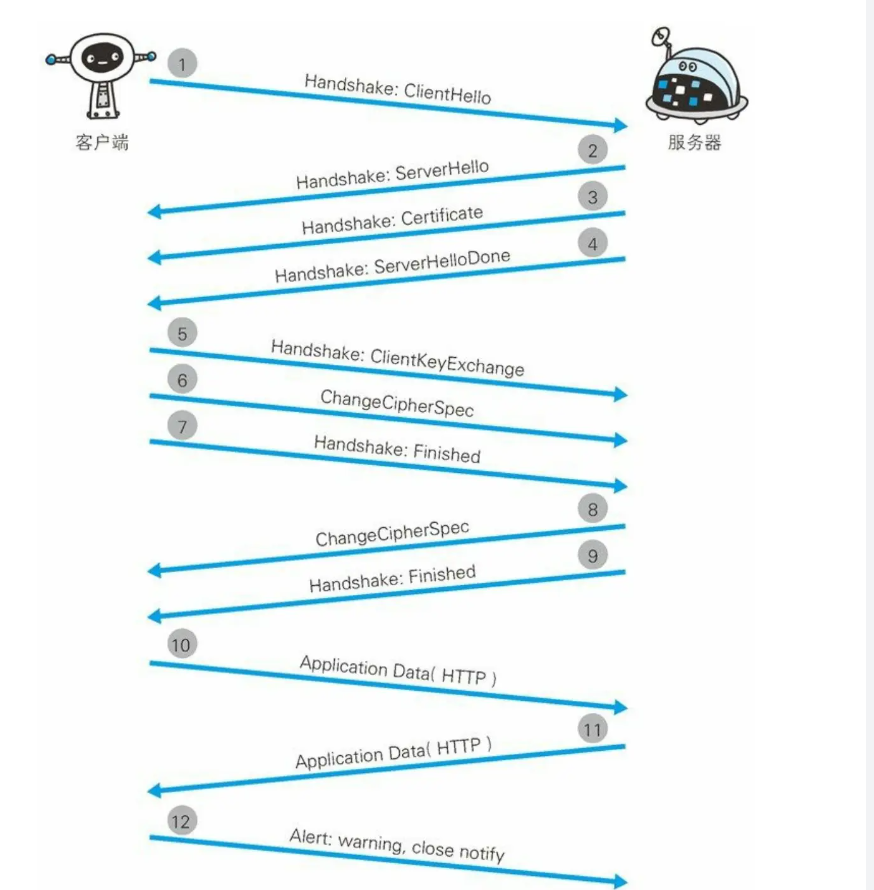 1
Handshake: ClientHello
客户端
服务器
2
Handshake: ServerHello
3
Handshake: Certificate
4
Handshake: ServerHelloDone
5
Handshake: ClientKeyExchange
6
ChangeCipherSpec
7
Handshake: Finished
8
ChangeCipherSpec
9
Handshake: Finished
10
Application Data( HTTP )
11
Application Data( HTTP )
12
Alert: warning, close notify